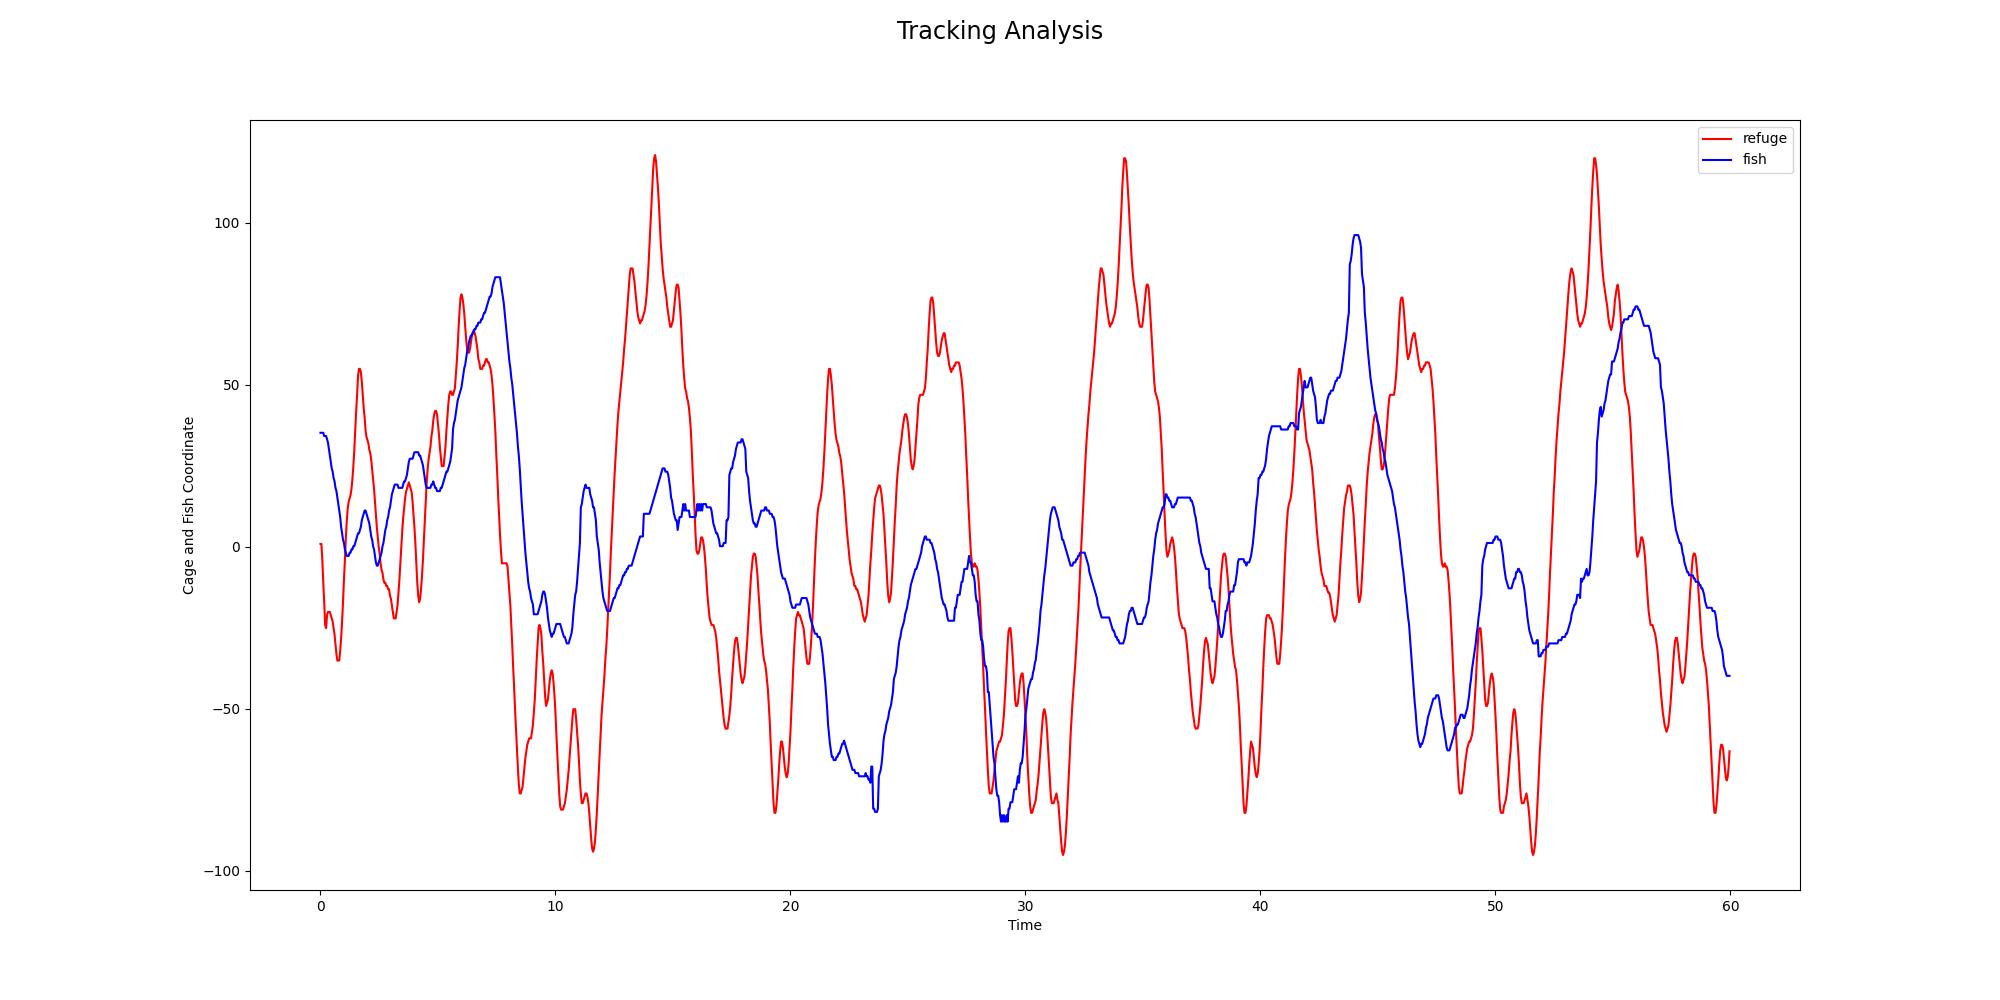 Tracking Analysis
refuge
fish
Cage and Fish Coordinate
100
50
0
−50
−100
0 10 20 30 40 50 60
Time